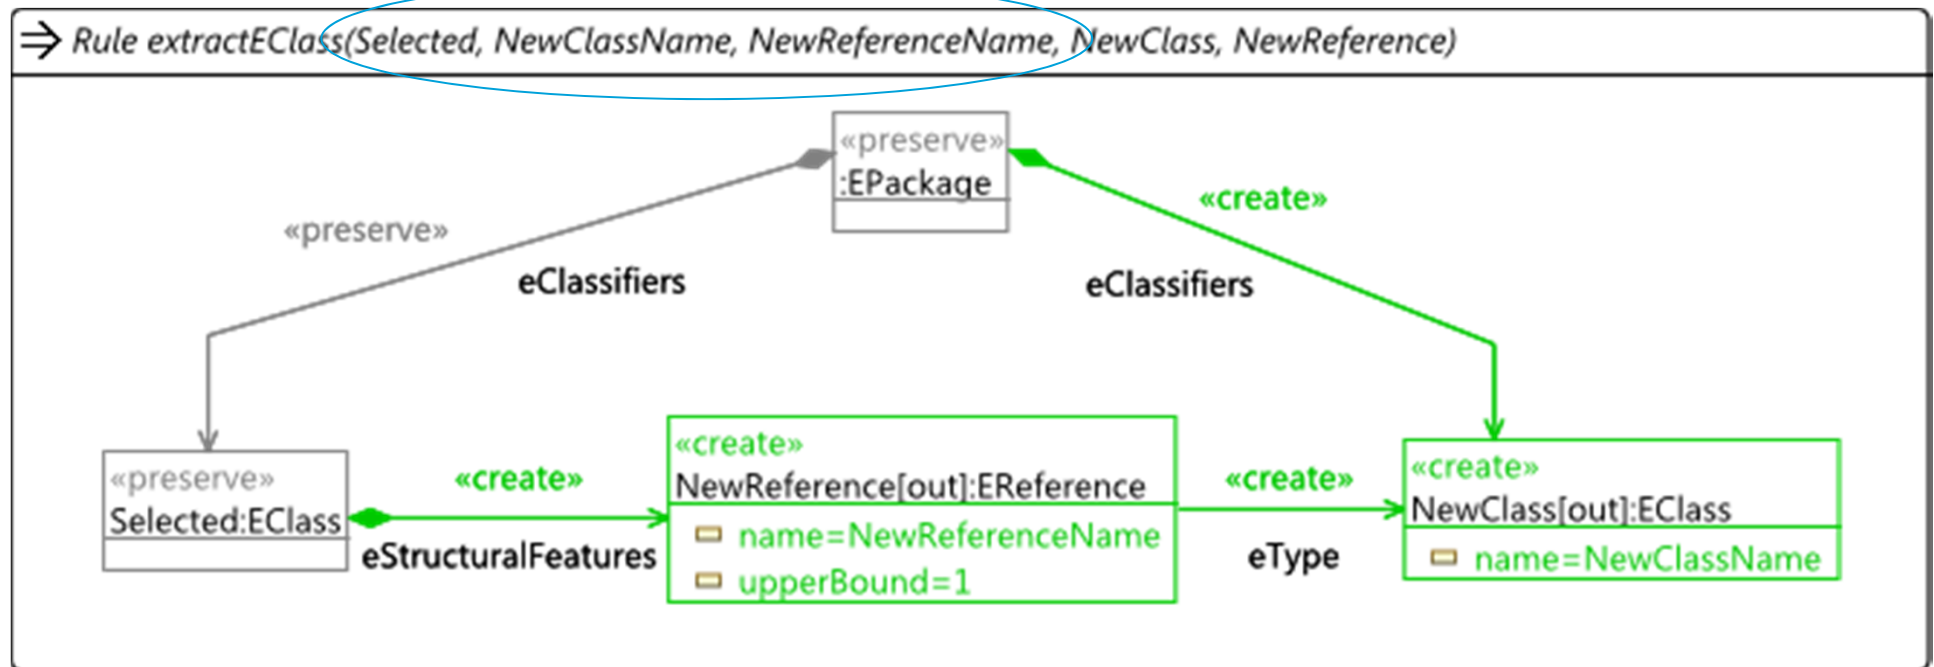 Rule extractEClass(Selected, NewClassName, NewReferenceName, NewClass, NewReference)
«preserve»
:EPackage
«create»
«preserve»
eClassifiers
eClassifiers
«preserve»
Selected:EClass
«create»
eStructuralFeatures
«create»
NewReference[out]:EReference
name=NewReferenceName
upperBound=1
«create»
eType
«create»
NewClass[out]:EClass
name=NewClassName